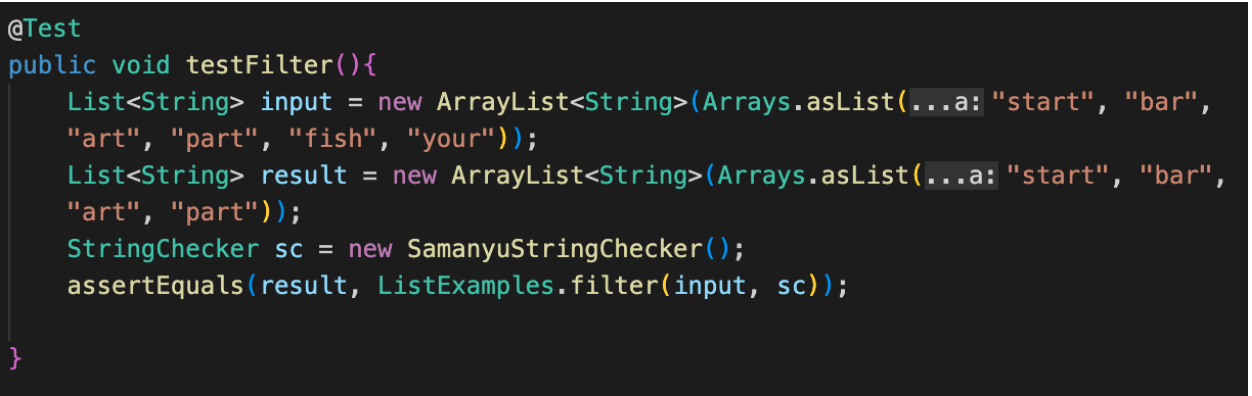 @Test
public void testFilter(){
    List<String> input = new ArrayList<String>(Arrays.asList(...a: "start", "bar",
    "art", "part", "fish", "your"));
    List<String> result = new ArrayList<String>(Arrays.asList(...a: "start", "bar",
    "art", "part"));
    StringChecker sc = new SamanyuStringChecker();
    assertEquals(result, ListExamples.filter(input, sc));
}